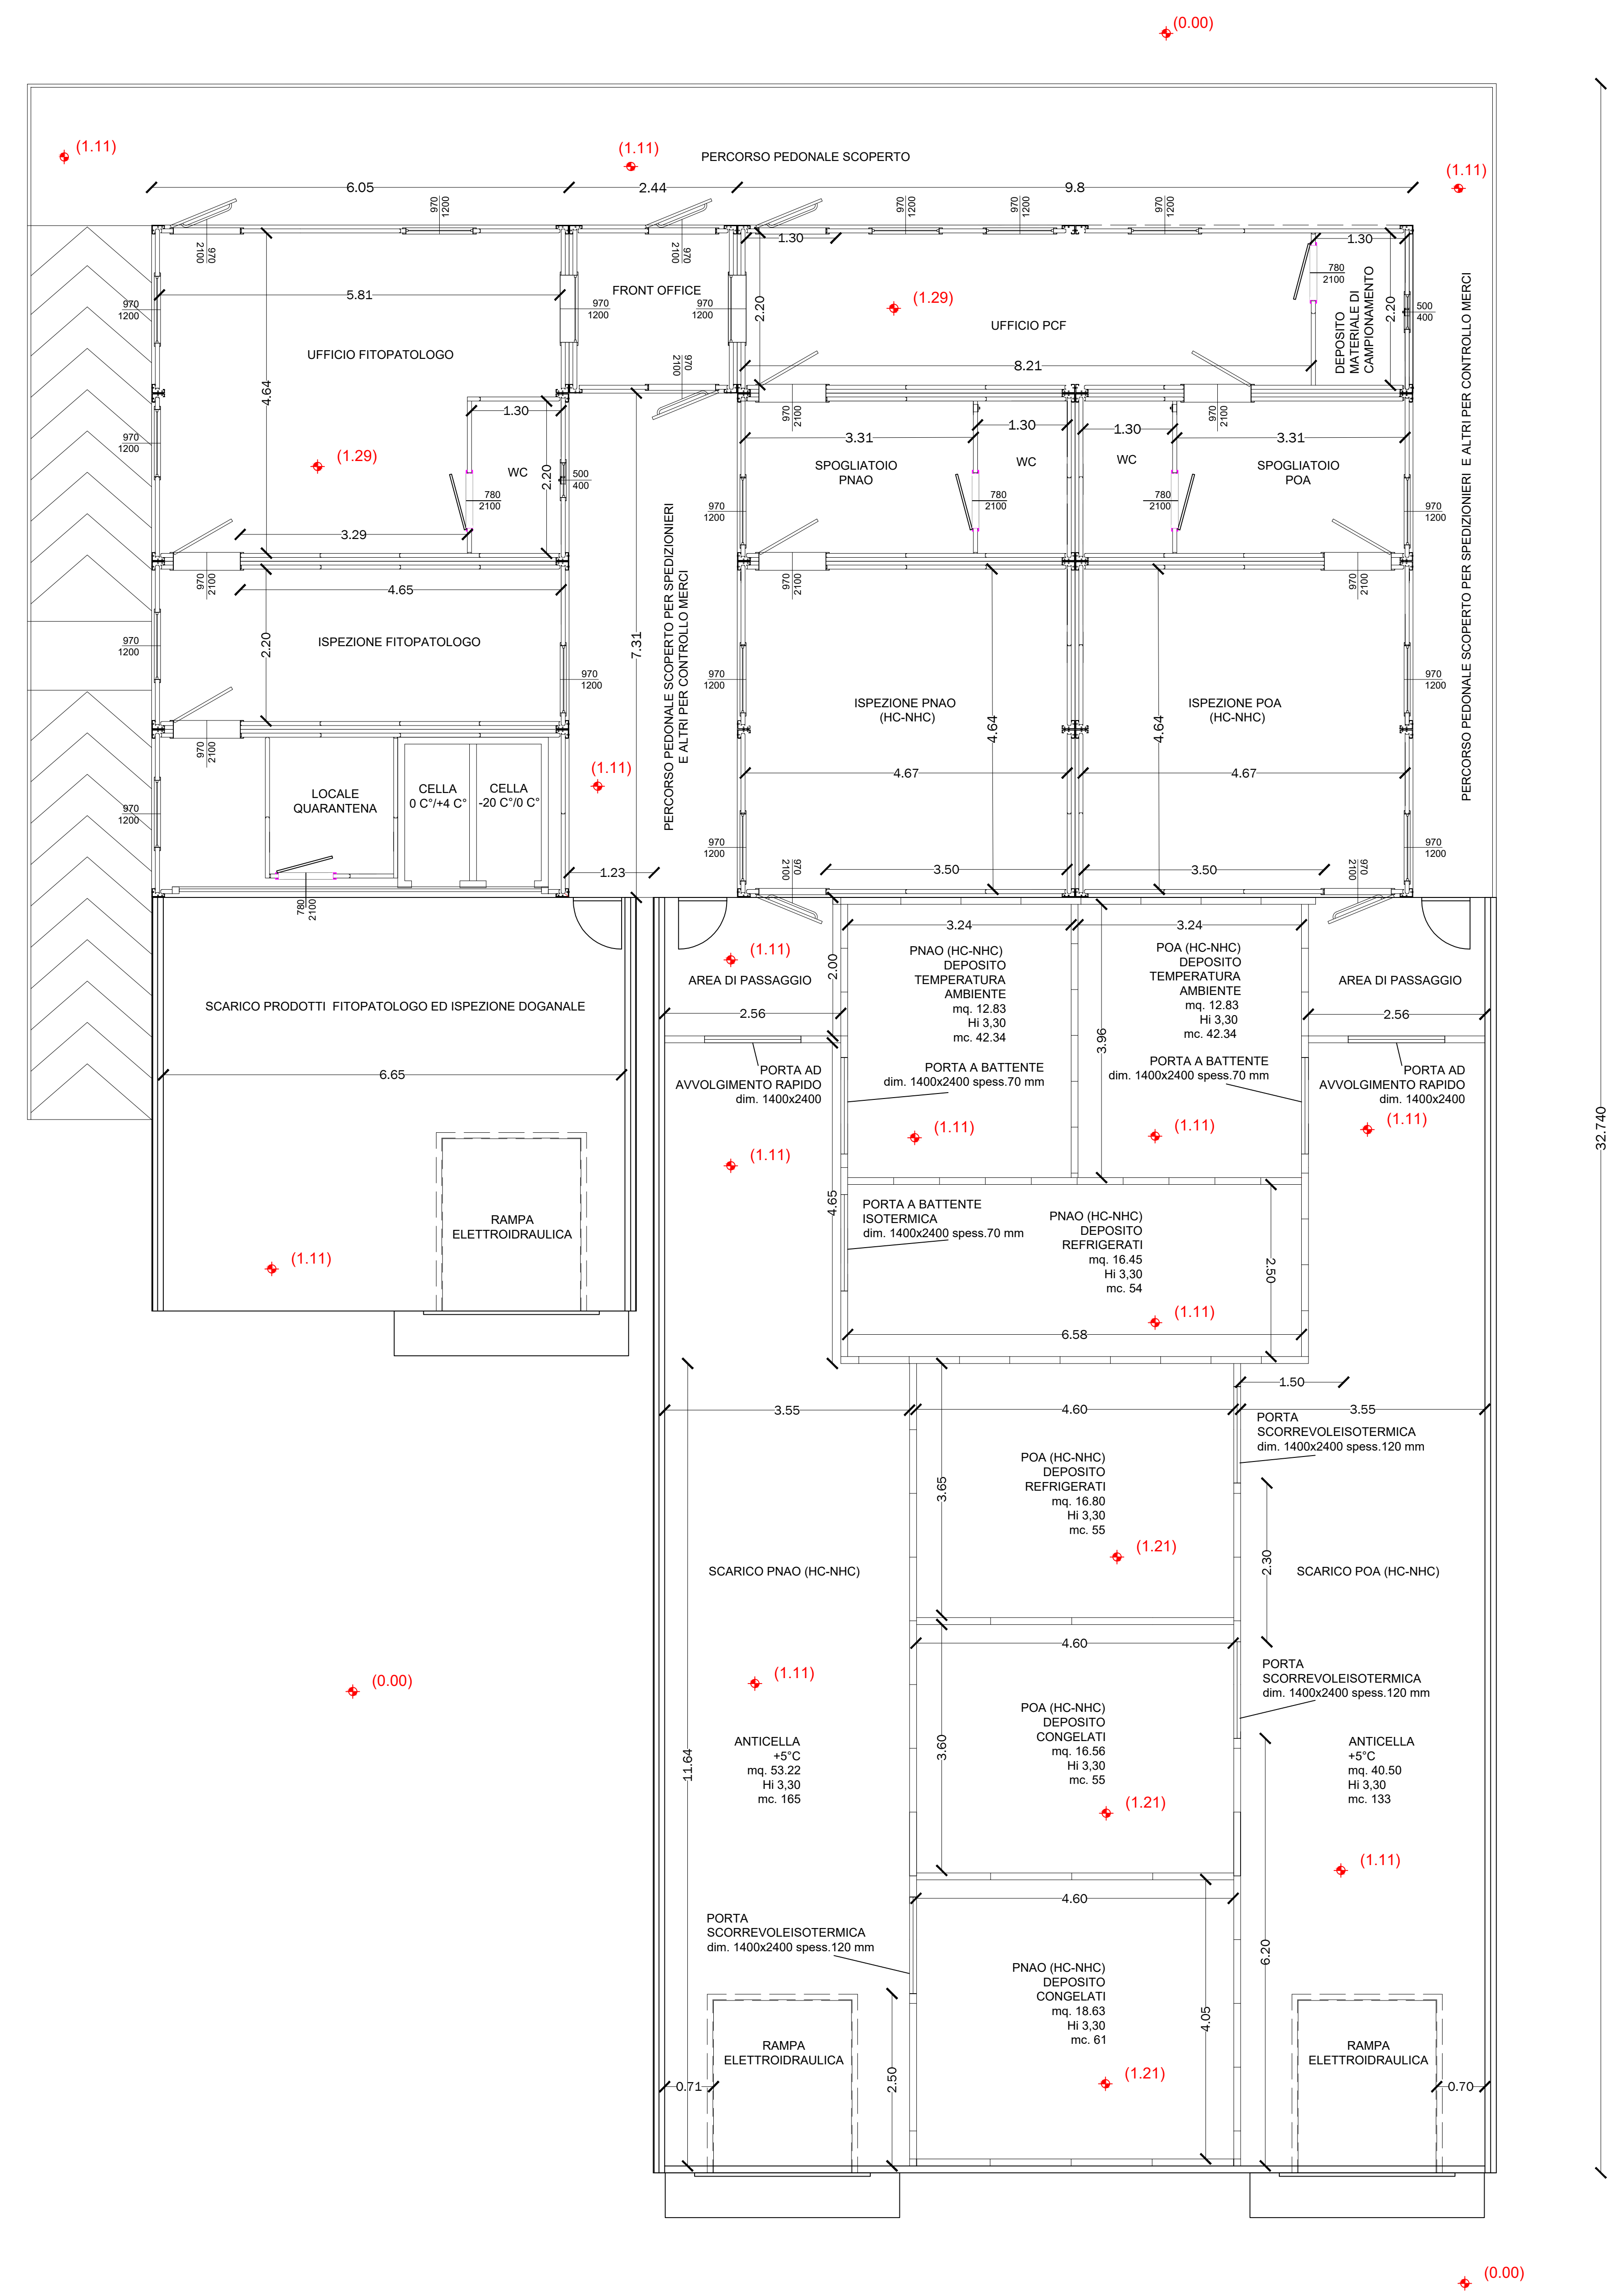 (0.00)
(1.11)
(1.11)
PERCORSO PEDONALE SCOPERTO
(1.11)
6.05
2.44
9.8
970
1200
970
1200
970
1200
970
1200
970
2100
970
2100
1.30
1.30
780
2100
5.81
970
1200
FRONT OFFICE
970
1200
970
1200
2.20
(1.29)
UFFICIO PCF
DEPOSITO
MATERIALE DI
CAMPIONAMENTO
2.20
500
400
UFFICIO FITOPATOLOGO
970
2100
8.21
4.64
1.30
970
2100
970
2100
970
1200
(1.29)
WC
2.20
500
400
780
2100
3.31
1.30
1.30
3.31
SPOGLIATOIO
PNAO
WC
WC
SPOGLIATOIO
POA
780
2100
780
2100
970
1200
970
1200
3.29
970
2100
970
2100
970
2100
4.65
2.20
ISPEZIONE FITOPATOLOGO
970
1200
970
1200
7.31
PERCORSO PEDONALE SCOPERTO PER SPEDIZIONIERI
E ALTRI PER CONTROLLO MERCI
PERCORSO PEDONALE SCOPERTO PER SPEDIZIONIERI E ALTRI PER CONTROLLO MERCI
970
1200
970
1200
ISPEZIONE PNAO
(HC-NHC)
4.64
4.64
ISPEZIONE POA
(HC-NHC)
970
2100
4.67
4.67
(1.11)
LOCALE
QUARANTENA
CELLA
0 C°/+4 C°
CELLA
-20 C°/0 C°
970
1200
970
1200
970
1200
1.23
970
2100
3.50
3.50
970
2100
780
2100
3.24
3.24
(1.11)
2.00
AREA DI PASSAGGIO
2.56
PNAO (HC-NHC)
DEPOSITO
TEMPERATURA
AMBIENTE
mq. 12.83
Hi 3,30
mc. 42.34
POA (HC-NHC)
DEPOSITO
TEMPERATURA
AMBIENTE
mq. 12.83
Hi 3,30
mc. 42.34
AREA DI PASSAGGIO
2.56
SCARICO PRODOTTI FITOPATOLOGO ED ISPEZIONE DOGANALE
3.96
6.65
PORTA AD
AVVOLGIMENTO RAPIDO
dim. 1400x2400
PORTA A BATTENTE
dim. 1400x2400 spess.70 mm
PORTA A BATTENTE
dim. 1400x2400 spess.70 mm
PORTA AD
AVVOLGIMENTO RAPIDO
dim. 1400x2400
32.740
(1.11)
(1.11)
(1.11)
(1.11)
4.65
PORTA A BATTENTE
ISOTERMICA
dim. 1400x2400 spess.70 mm
PNAO (HC-NHC)
DEPOSITO
REFRIGERATI
mq. 16.45
Hi 3,30
mc. 54
2.50
RAMPA
ELETTROIDRAULICA
(1.11)
(1.11)
6.58
1.50
3.55
4.60
3.55
PORTA
SCORREVOLEISOTERMICA
dim. 1400x2400 spess.120 mm
3.65
POA (HC-NHC)
DEPOSITO
REFRIGERATI
mq. 16.80
Hi 3,30
mc. 55
(1.21)
2.30
SCARICO PNAO (HC-NHC)
SCARICO POA (HC-NHC)
4.60
(0.00)
(1.11)
PORTA
SCORREVOLEISOTERMICA
dim. 1400x2400 spess.120 mm
11.64
ANTICELLA
+5°C
mq. 53.22
Hi 3,30
mc. 165
3.60
POA (HC-NHC)
DEPOSITO
CONGELATI
mq. 16.56
Hi 3,30
mc. 55
(1.21)
ANTICELLA
+5°C
mq. 40.50
Hi 3,30
mc. 133
(1.11)
4.60
PORTA
SCORREVOLEISOTERMICA
dim. 1400x2400 spess.120 mm
6.20
PNAO (HC-NHC)
DEPOSITO
CONGELATI
mq. 18.63
Hi 3,30
mc. 61
4.05
RAMPA
ELETTROIDRAULICA
RAMPA
ELETTROIDRAULICA
0.71
2.50
(1.21)
0.70
(0.00)